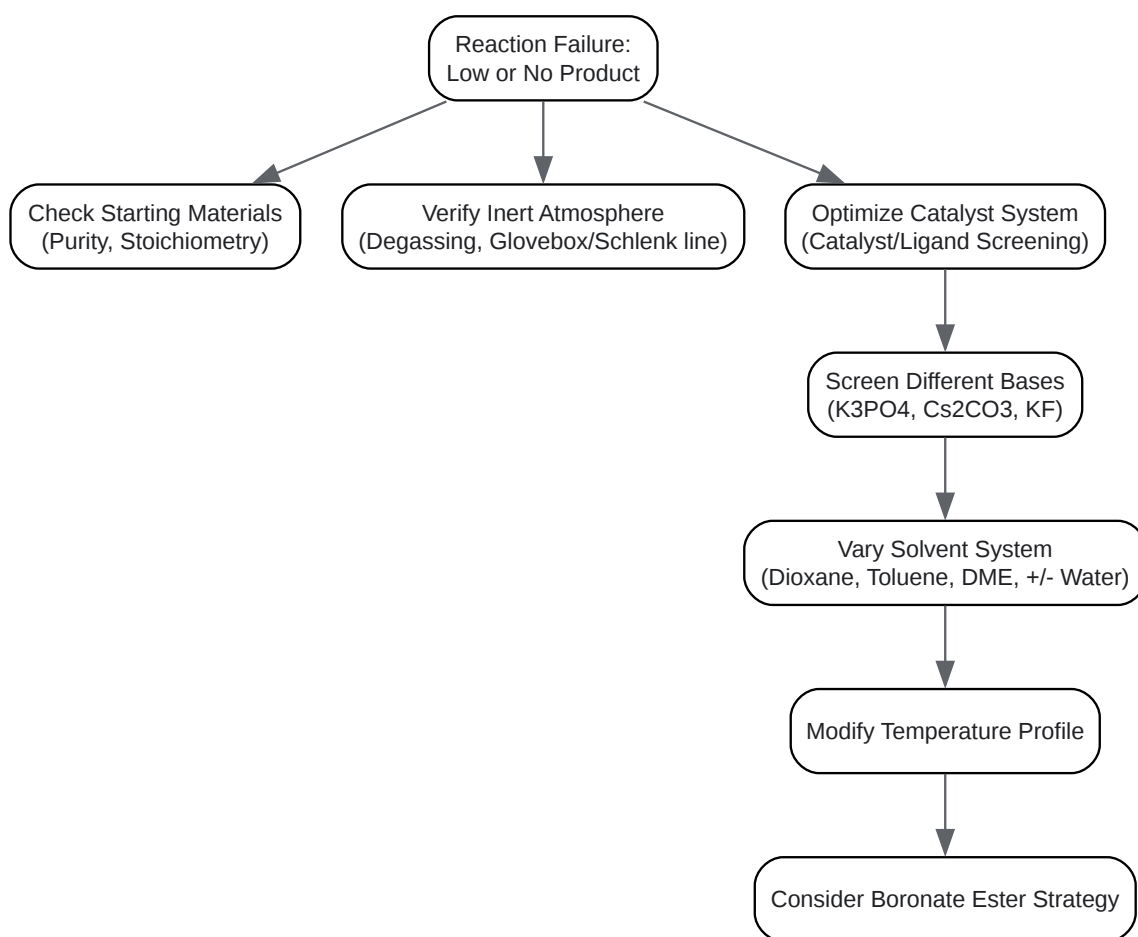 Reaction Failure:
Low or No Product
Check Starting Materials
(Purity, Stoichiometry)
Verify Inert Atmosphere
(Degassing, Glovebox/Schlenk line)
Optimize Catalyst System
(Catalyst/Ligand Screening)
Screen Different Bases
(K3PO4, Cs2CO3, KF)
Vary Solvent System
(Dioxane, Toluene, DME, +/- Water)
Modify Temperature Profile
Consider Boronate Ester Strategy